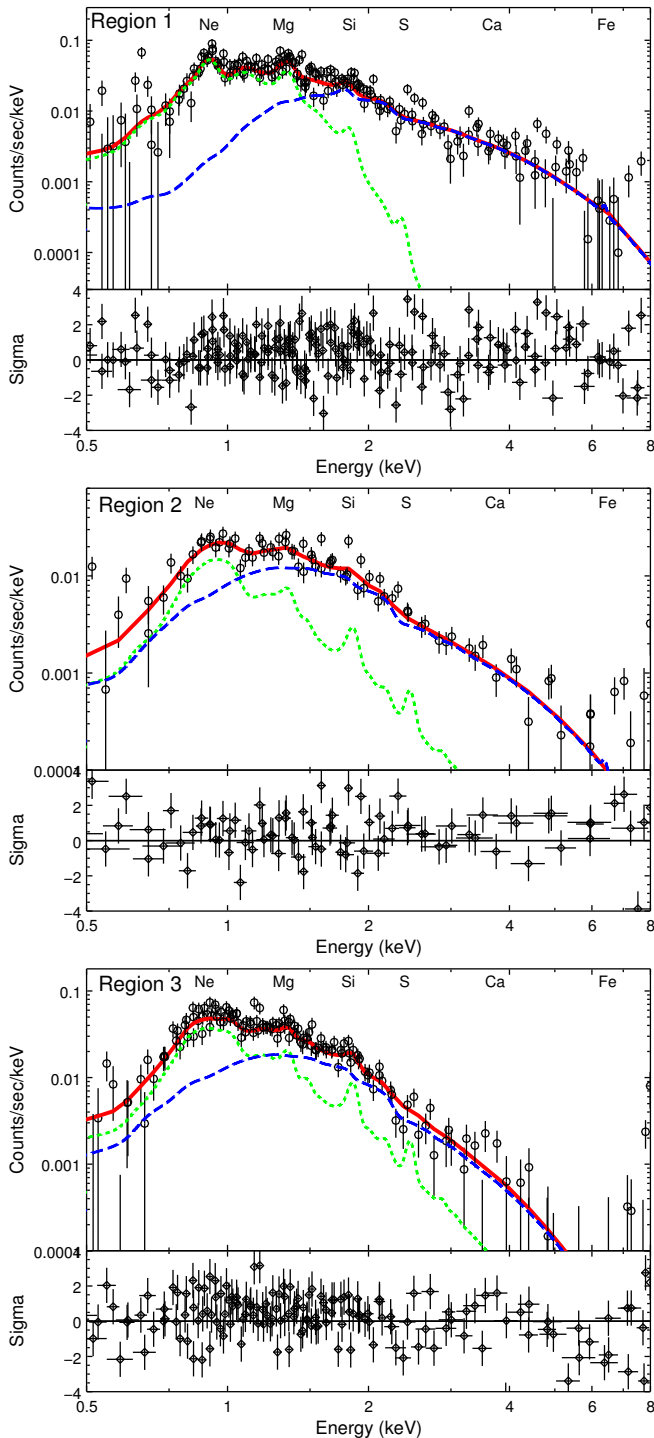 Region 1 Ne Mg Si S Ca Fe
0.1
0.01
0.001
0.0001
Counts/sec/keV
4
2
0
−2
−4
Sigma
0.5 1 2 4 6 8
Energy (keV)
Region 2 Ne Mg Si S Ca Fe
0.01
0.001
0.0001
Counts/sec/keV
4
2
0
−2
−4
Sigma
0.5 1 2 4 6 8
Energy (keV)
Region 3 Ne Mg Si S Ca Fe
0.1
0.01
0.001
0.0001
Counts/sec/keV
4
2
0
−2
−4
Sigma
0.5 1 2 4 6 8
Energy (keV)